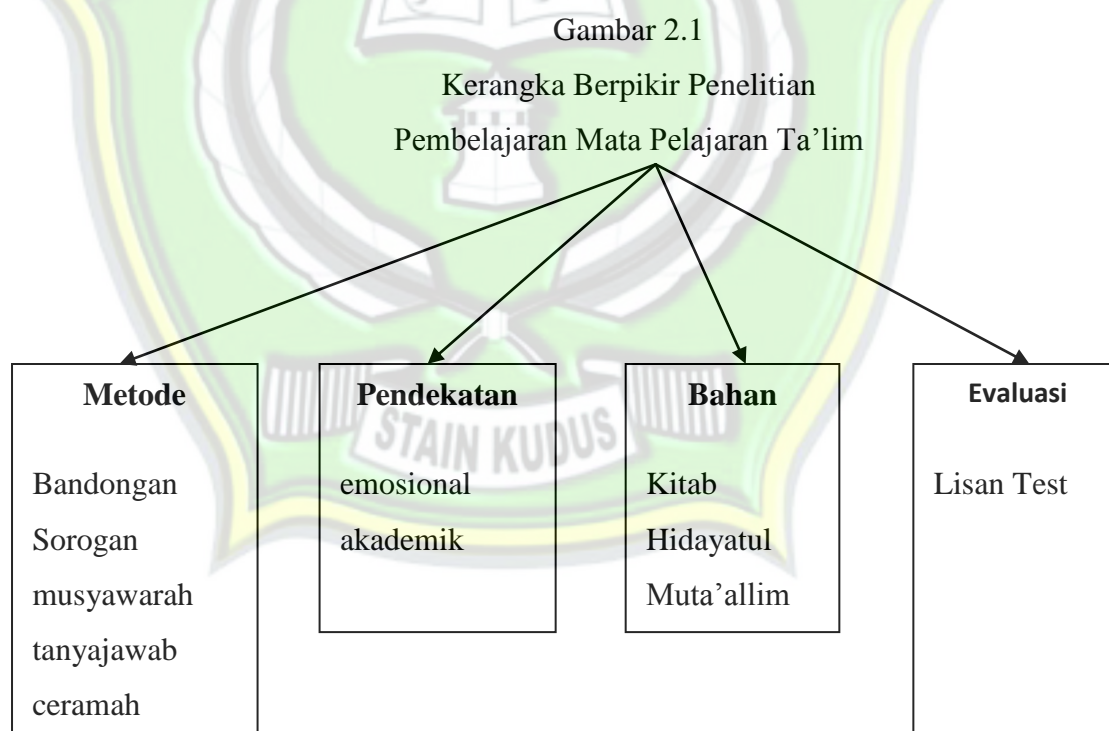 Gambar 2.1
Kerangka Berpikir Penelitian
Pembelajaran Mata Pelajaran Ta’lim
Metode
Bandongan
Sorogan
musyawarah
tanyajawab
ceramah
Pendekatan
emosional
akademik
Bahan
Kitab
Hidayatul
Muta’allim
Evaluasi
Lisan Test
STAIN KUDUS